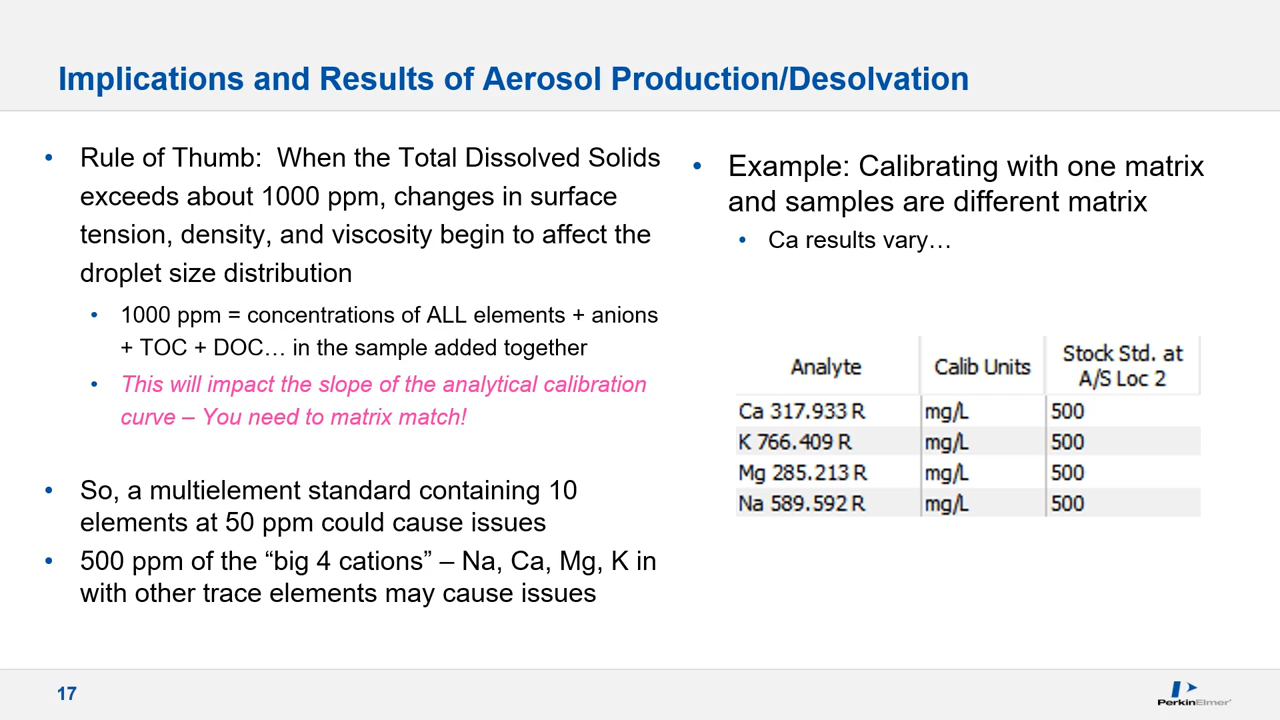 Implications and Results of Aerosol Production/Desolvation
• Rule of Thumb:  When the Total Dissolved Solids
exceeds about 1000 ppm, changes in surface
tension, density, and viscosity begin to affect the
droplet size distribution
• 1000 ppm = concentrations of ALL elements + anions
+ TOC + DOC… in the sample added together
• This will impact the slope of the analytical calibration
curve – You need to matrix match!
• So, a multielement standard containing 10
elements at 50 ppm could cause issues
• 500 ppm of the “big 4 cations” – Na, Ca, Mg, K in
with other trace elements may cause issues
• Example: Calibrating with one matrix
and samples are different matrix
• Ca results vary…
Analyte Calib Units Stock Std. at
A/S Loc 2
Ca 317.933 R mg/L 500
K 766.409 R mg/L 500
Mg 285.213 R mg/L 500
Na 589.592 R mg/L 500
17
PerkinElmer